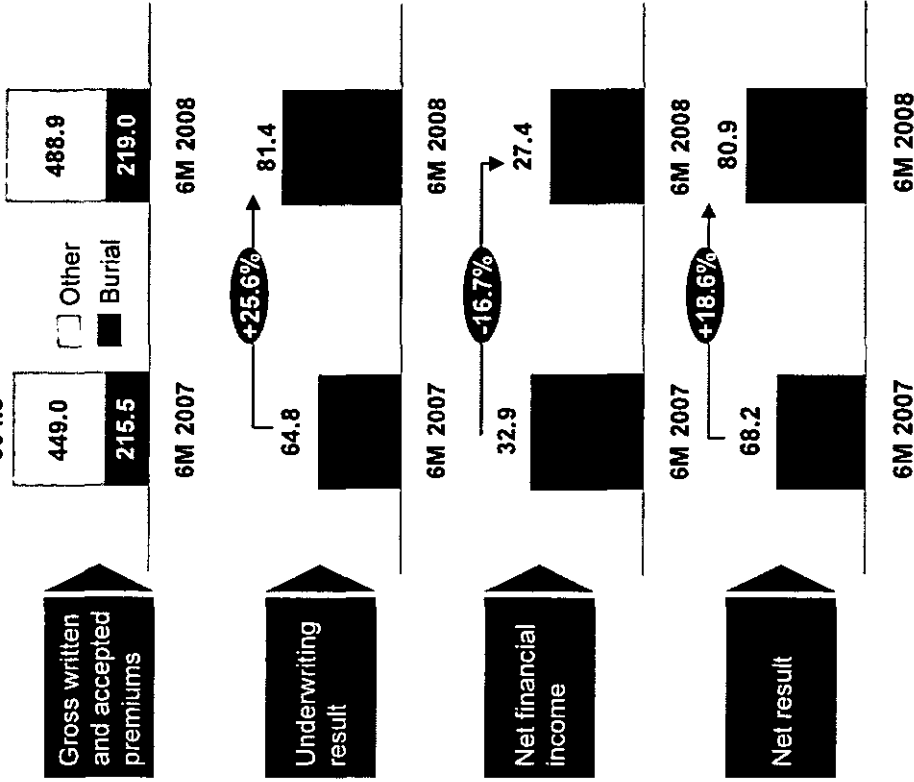 Gross written
and accepted
premiums
449.0
215.5
6M 2007
Other
Burial
488.9
219.0
6M 2008
Underwriting
result
64.8
6M 2007
+25.6%
81.4
6M 2008
Net financial
income
32.9
6M 2007
-16.7%
27.4
6M 2008
Net result
68.2
6M 2007
+18.6%
80.9
6M 2008